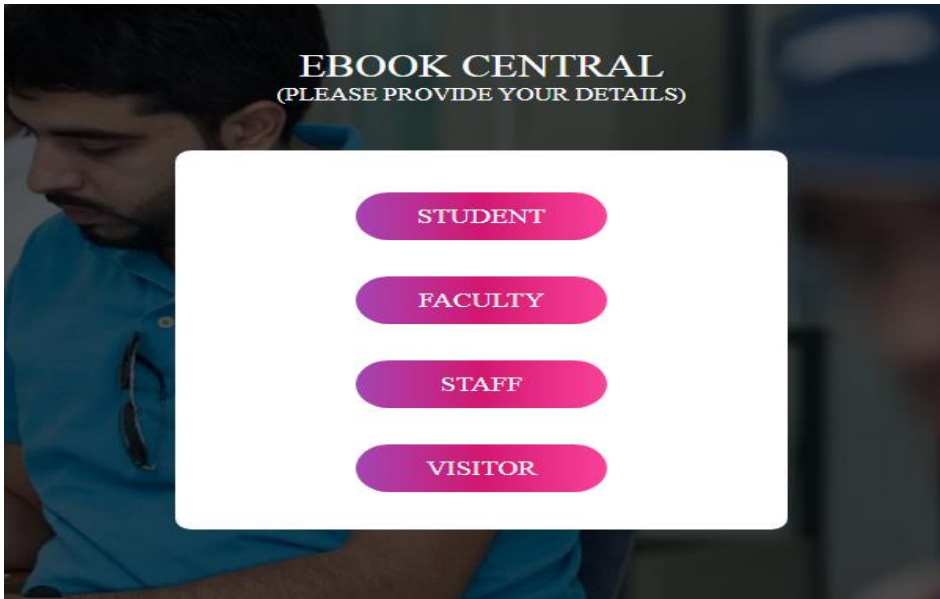 EBOOK CENTRAL
(PLEASE PROVIDE YOUR DETAILS)
STUDENT
FACULTY
STAFF
VISITOR